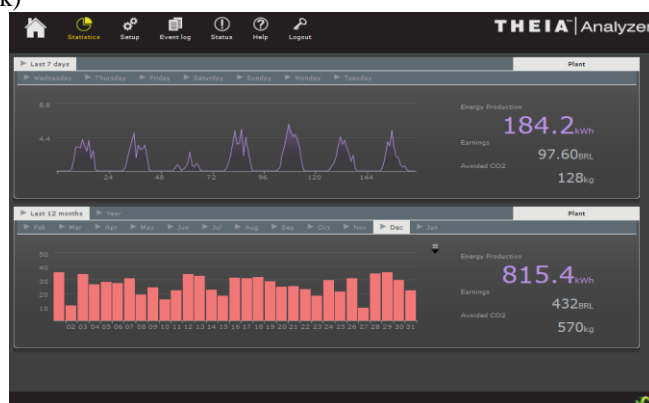 k)
THEIA™ Analyzer
Statistics Setup Event log Status Help Logout
Last 7 days Plant
Wednesday Thursday Friday Saturday Sunday Monday Tuesday
8.8
4.4
24 48 72 96 120 144
Energy Production
184.2kWh
Earnings
97.60BRL
Avoided CO2
128kg
Last 12 months Year Plant
Feb Mar Apr May Jun Jul Aug Sep Oct Nov Dec Jan
50
40
30
20
10
02 03 04 05 06 07 08 09 10 11 12 13 14 15 16 17 18 19 20 21 22 23 24 25 26 27 28 29 30 31
Energy Production
815.4kWh
Earnings
432BRL
Avoided CO2
570kg